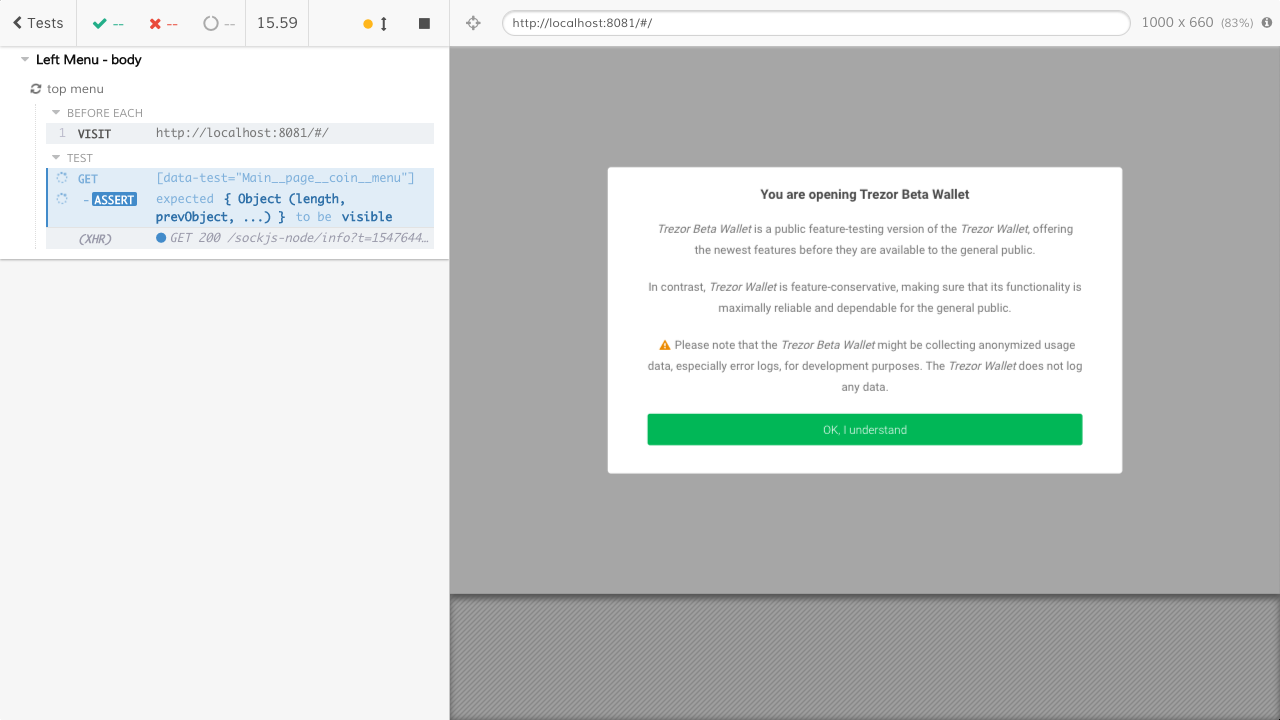 Tests -- -- -- 15.59
http://localhost:8081/#/ 1000 x 660 (83%)
Left Menu - body
top menu
BEFORE EACH
1 VISIT http://localhost:8081/#/
TEST
GET [data-test="Main__page__coin__menu"]
- ASSERT expected { Object (length,
prevObject, ...) } to be visible
(XHR) GET 200 /sockjs-node/info?t=1547644…
You are opening Trezor Beta Wallet
Trezor Beta Wallet is a public feature-testing version of the Trezor Wallet, offering
the newest features before they are available to the general public.
In contrast, Trezor Wallet is feature-conservative, making sure that its functionality is
maximally reliable and dependable for the general public.
Please note that the Trezor Beta Wallet might be collecting anonymized usage
data, especially error logs, for development purposes. The Trezor Wallet does not log
any data.
OK, I understand